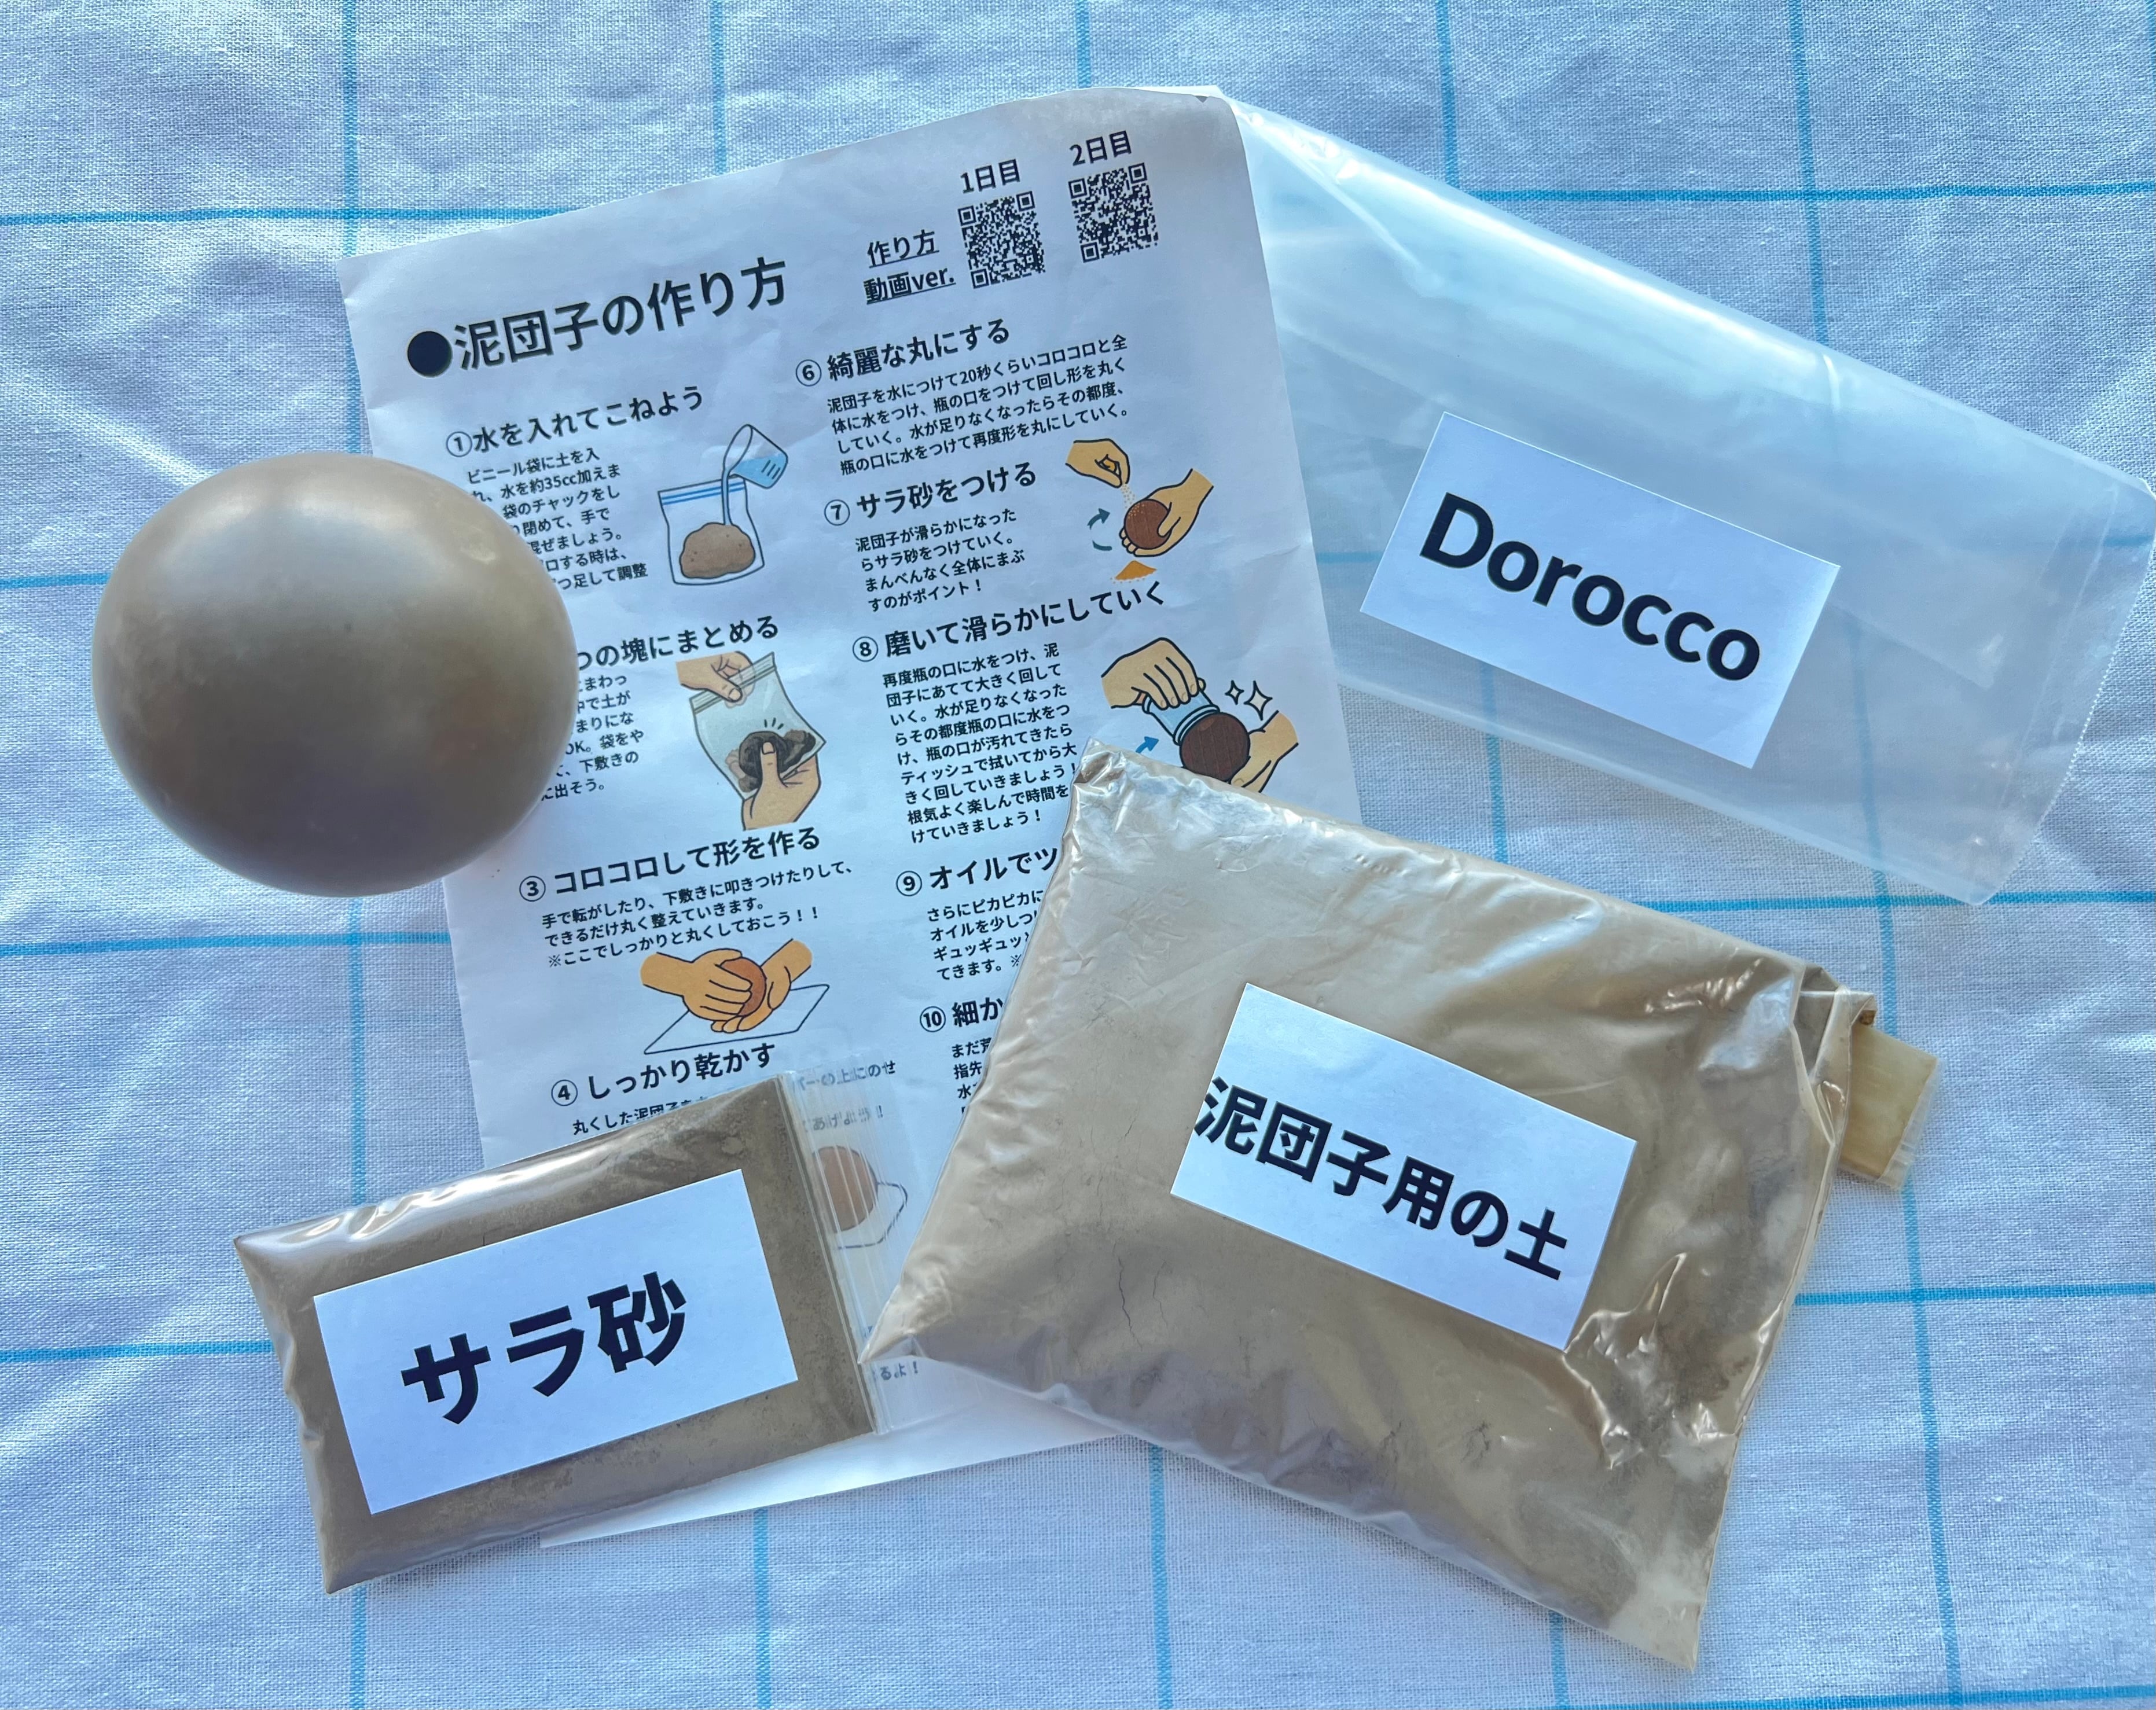 1日目
2日目
作り方
動画ver.
●泥団子の作り方
①水を入れてこねよう
ビニール袋に土を入
れ、水を約35cc加えま
袋のチャックをし
閉めて、手で
混ぜましょう。
する時は、
つ足して調整
つの塊にまとめる
まわっ
で土が
まりにな
OK。袋をや
、下敷きの
に出そう。
③ コロコロして形を作る
手で転がしたり、下敷きに叩きつけたりして、
できるだけ丸く整えていきます。
※ここでしっかりと丸くしておこう！！
④ しっかり乾かす
丸くした泥団子を
の上にのせ
あげよう！！
るよ！
⑥ 綺麗な丸にする
泥団子を水につけて20秒くらいコロコロと全
体に水をつけ、瓶の口をつけて回し形を丸く
していく。水が足りなくなったらその都度、
瓶の口に水をつけて再度形を丸にしていく。
⑦ サラ砂をつける
泥団子が滑らかになった
らサラ砂をつけていく。
まんべんなく全体にまぶ
すのがポイント！
⑧ 磨いて滑らかにしていく
再度瓶の口に水をつけ、泥
団子にあてて大きく回して
いく。水が足りなくなった
らその都度瓶の口に水をつ
け、瓶の口が汚れてきたら
ティッシュで拭いてから大
きく回していきましょう！
根気よく楽しんで時間を
けていきましょう！
⑨ オイルでツ
さらにピカピカに
オイルを少しつけ
ギュッギュッと
てきます。※
⑩ 細か
まだ荒
指先
水
Dorocco
泥団子用の土
サラ砂